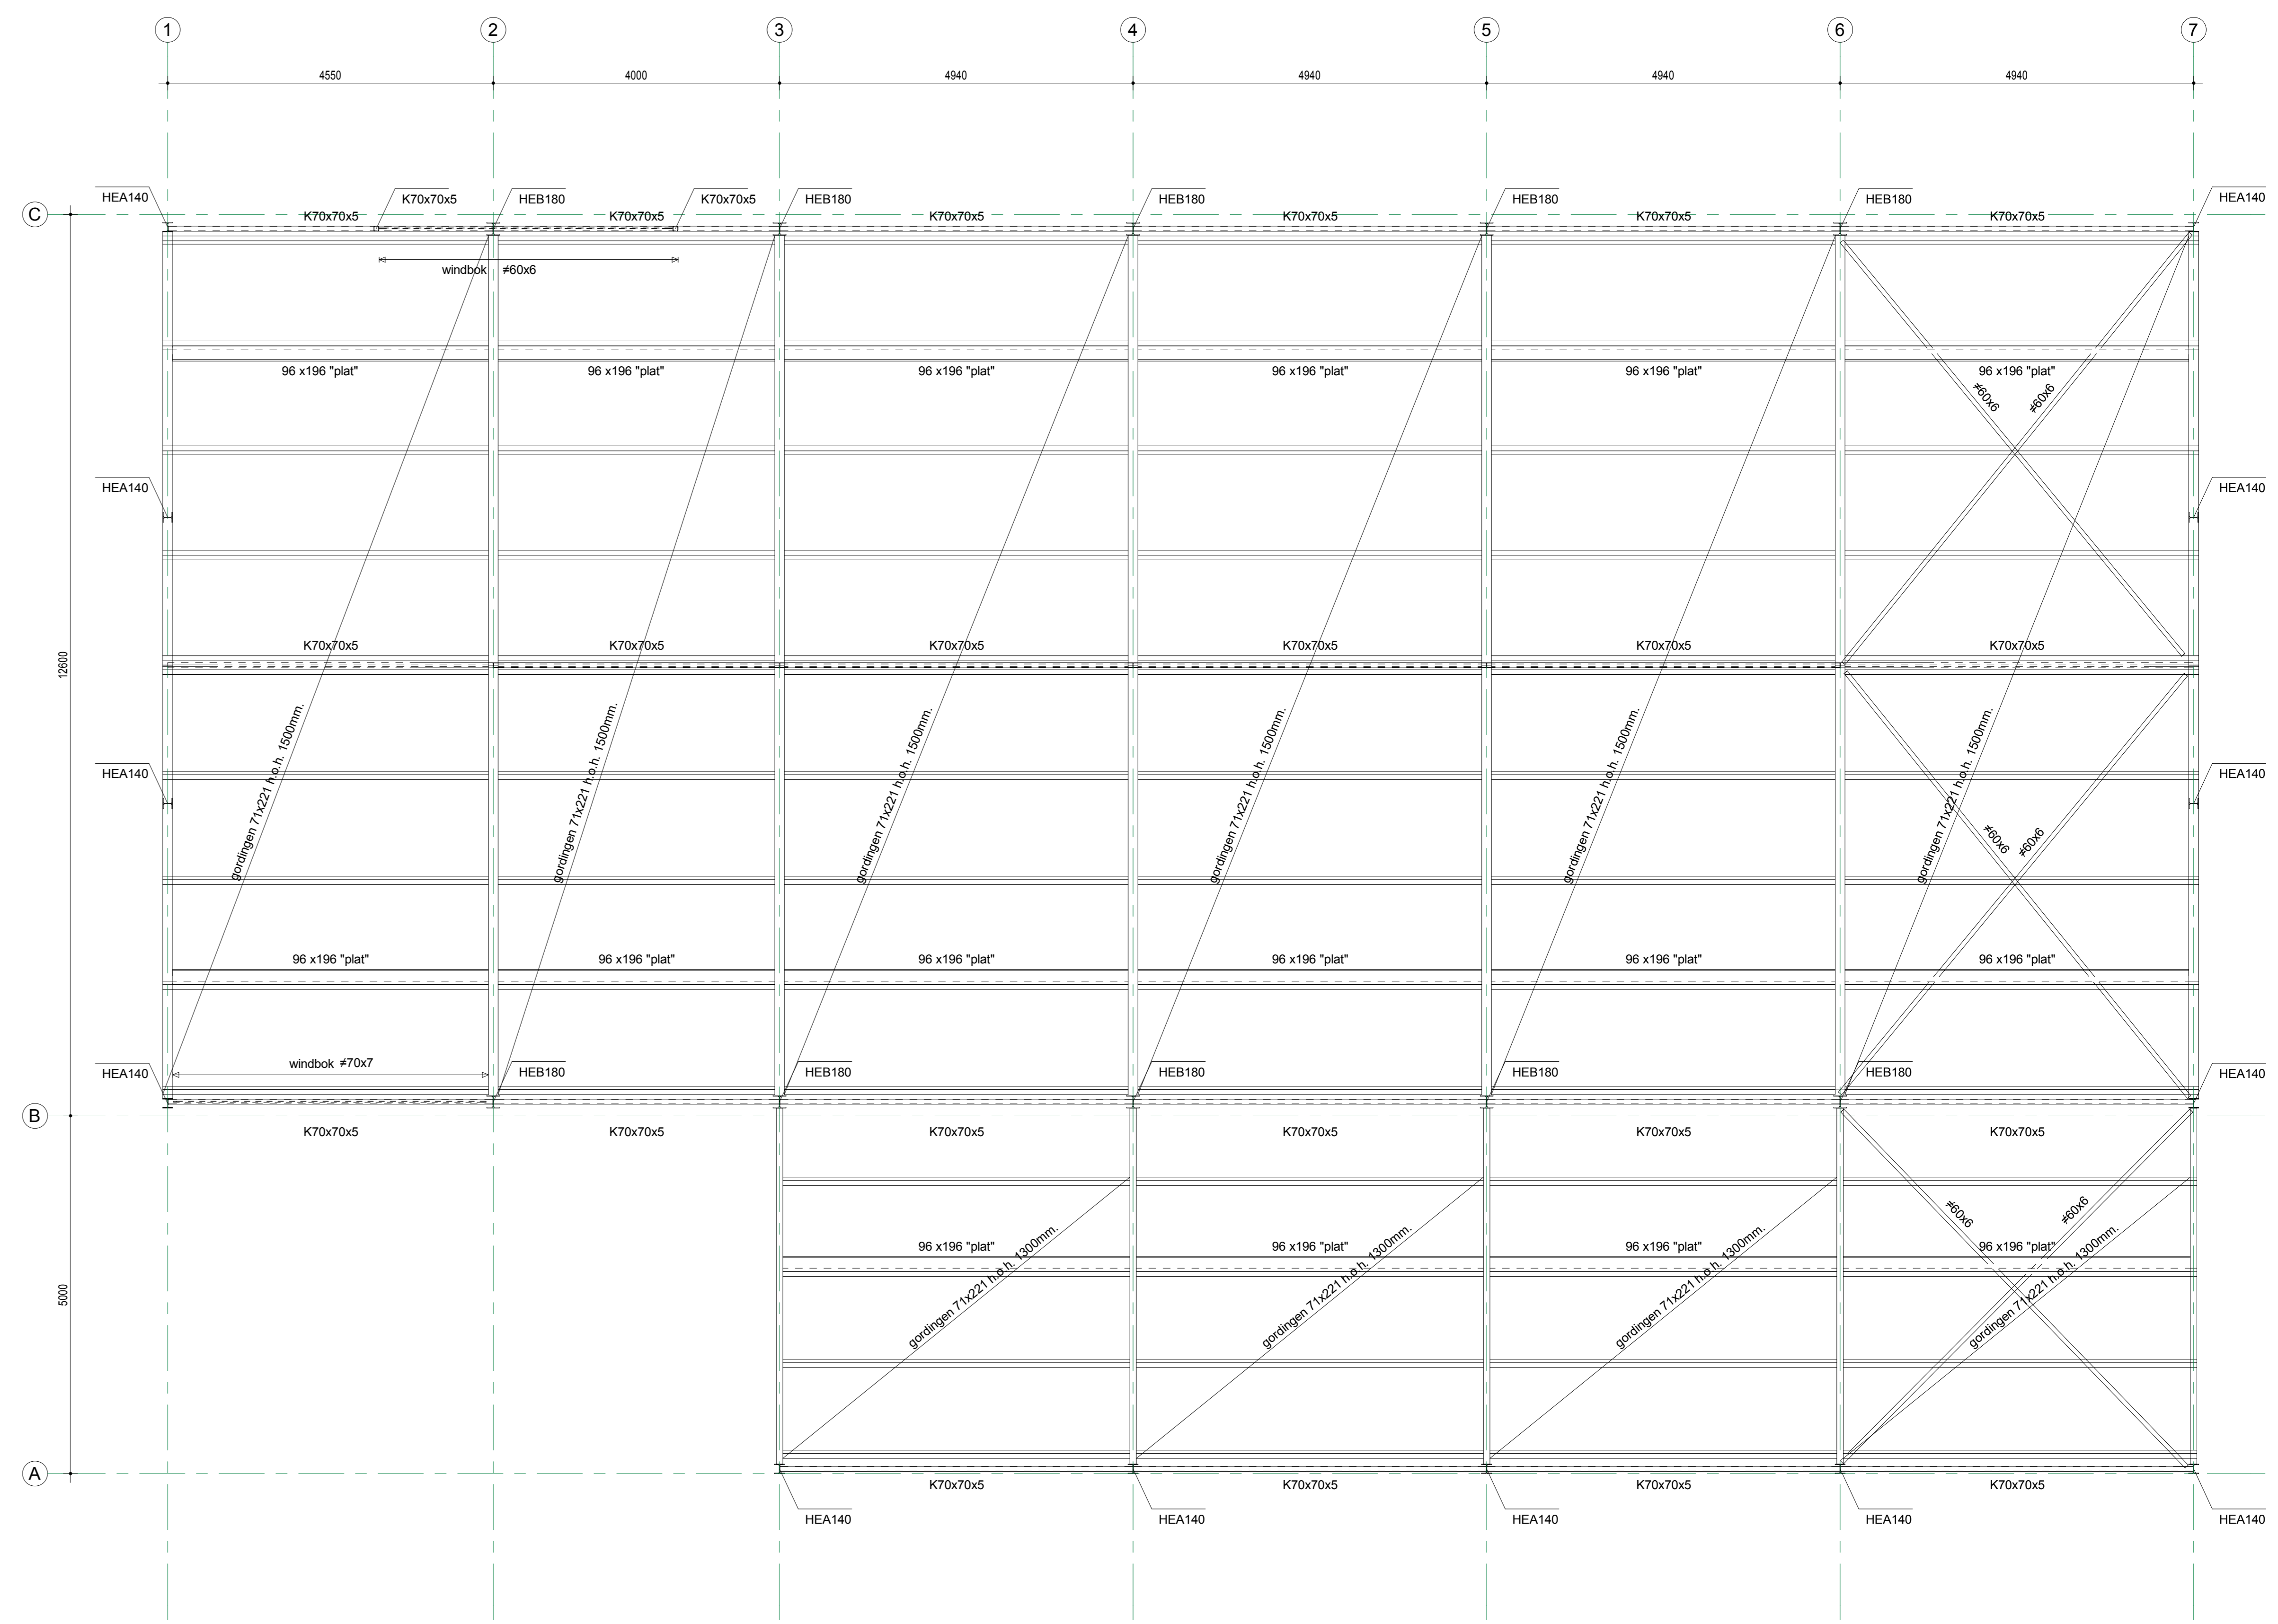 1 2 3 4 5 6 7
4550 4000 4940 4940 4940 4940
HEA140 K70x70x5 HEB180 K70x70x5 HEB180 HEB180 HEB180 HEB180 HEA140
C K70x70x5 K70x70x5 K70x70x5 K70x70x5 K70x70x5 K70x70x5
windbok ≠60x6
96 x196 "plat" 96 x196 "plat" 96 x196 "plat" 96 x196 "plat" 96 x196 "plat" 96 x196 "plat"
≠60x6 ≠60x6
HEA140 HEA140
K70x70x5 K70x70x5 K70x70x5 K70x70x5 K70x70x5 K70x70x5
12600
HEA140 HEA140
gordingen 71x221 h.o.h. 1500mm.
gordingen 71x221 h.o.h. 1500mm.
gordingen 71x221 h.o.h. 1500mm.
gordingen 71x221 h.o.h. 1500mm.
gordingen 71x221 h.o.h. 1500mm.
gordingen 71x221 h.o.h. 1500mm.
≠60x6 ≠60x6
96 x196 "plat" 96 x196 "plat" 96 x196 "plat" 96 x196 "plat" 96 x196 "plat" 96 x196 "plat"
windbok ≠70x7
HEA140 HEB180 HEB180 HEB180 HEB180 HEB180 HEA140
B
K70x70x5 K70x70x5 K70x70x5 K70x70x5 K70x70x5 K70x70x5
≠60x6 ≠60x6
96 x196 "plat" 96 x196 "plat" 96 x196 "plat" 96 x196 "plat"
5000
gordingen 71x221 h.o.h. 1300mm.
gordingen 71x221 h.o.h. 1300mm.
gordingen 71x221 h.o.h. 1300mm.
gordingen 71x221 h.o.h. 1300mm.
A
K70x70x5 K70x70x5 K70x70x5 K70x70x5
HEA140 HEA140 HEA140 HEA140 HEA140